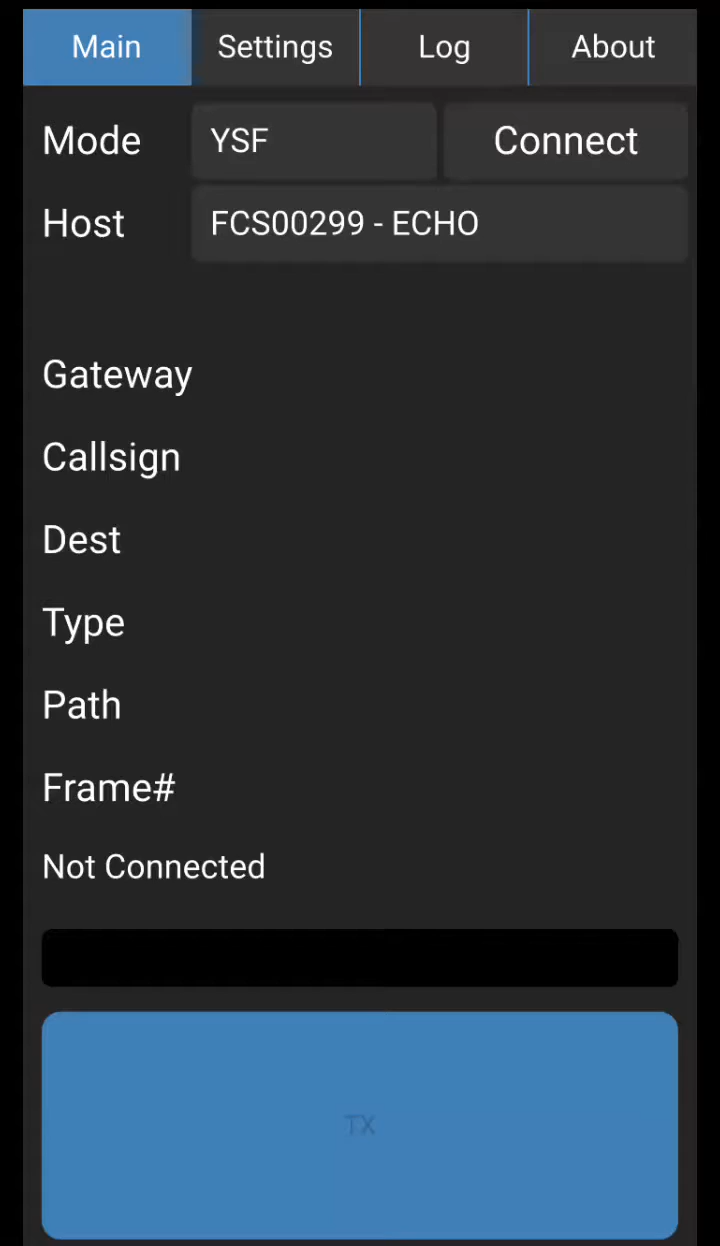 Main Settings Log About
Mode YSF Connect
Host FCS00299 - ECHO
Gateway
Callsign
Dest
Type
Path
Frame#
Not Connected
TX